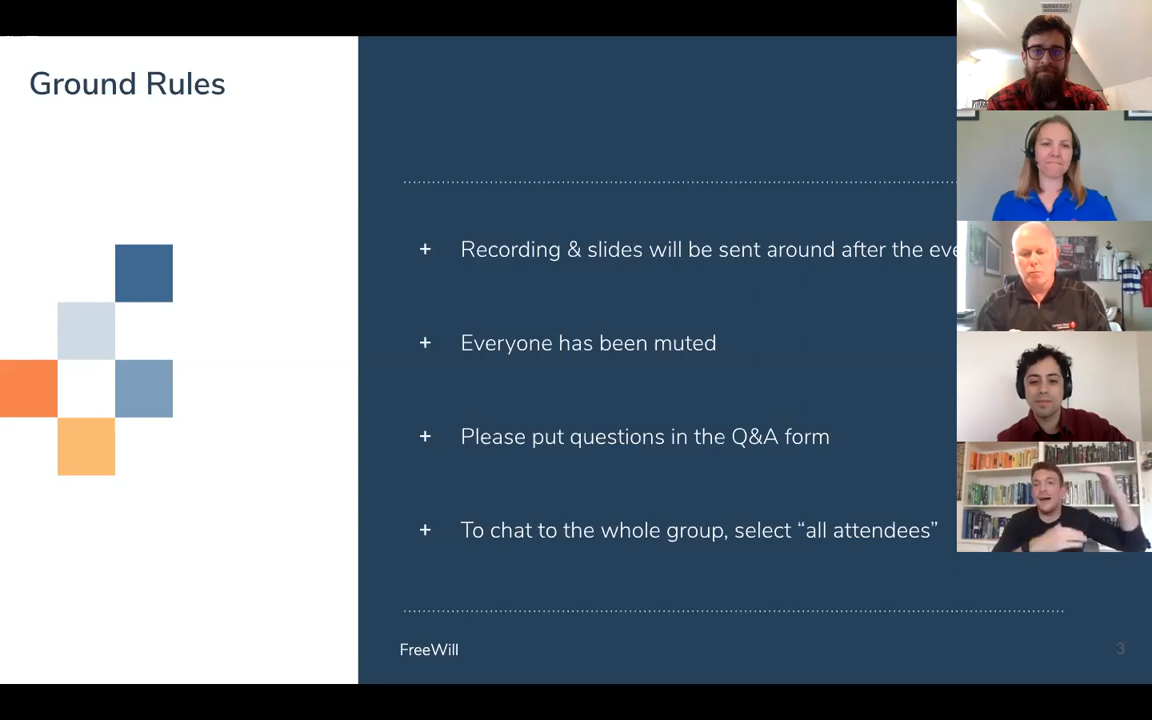 Ground Rules
+ Recording & slides will be sent around after the eve
+ Everyone has been muted
+ Please put questions in the Q&A form
+ To chat to the whole group, select “all attendees”
FreeWill
3